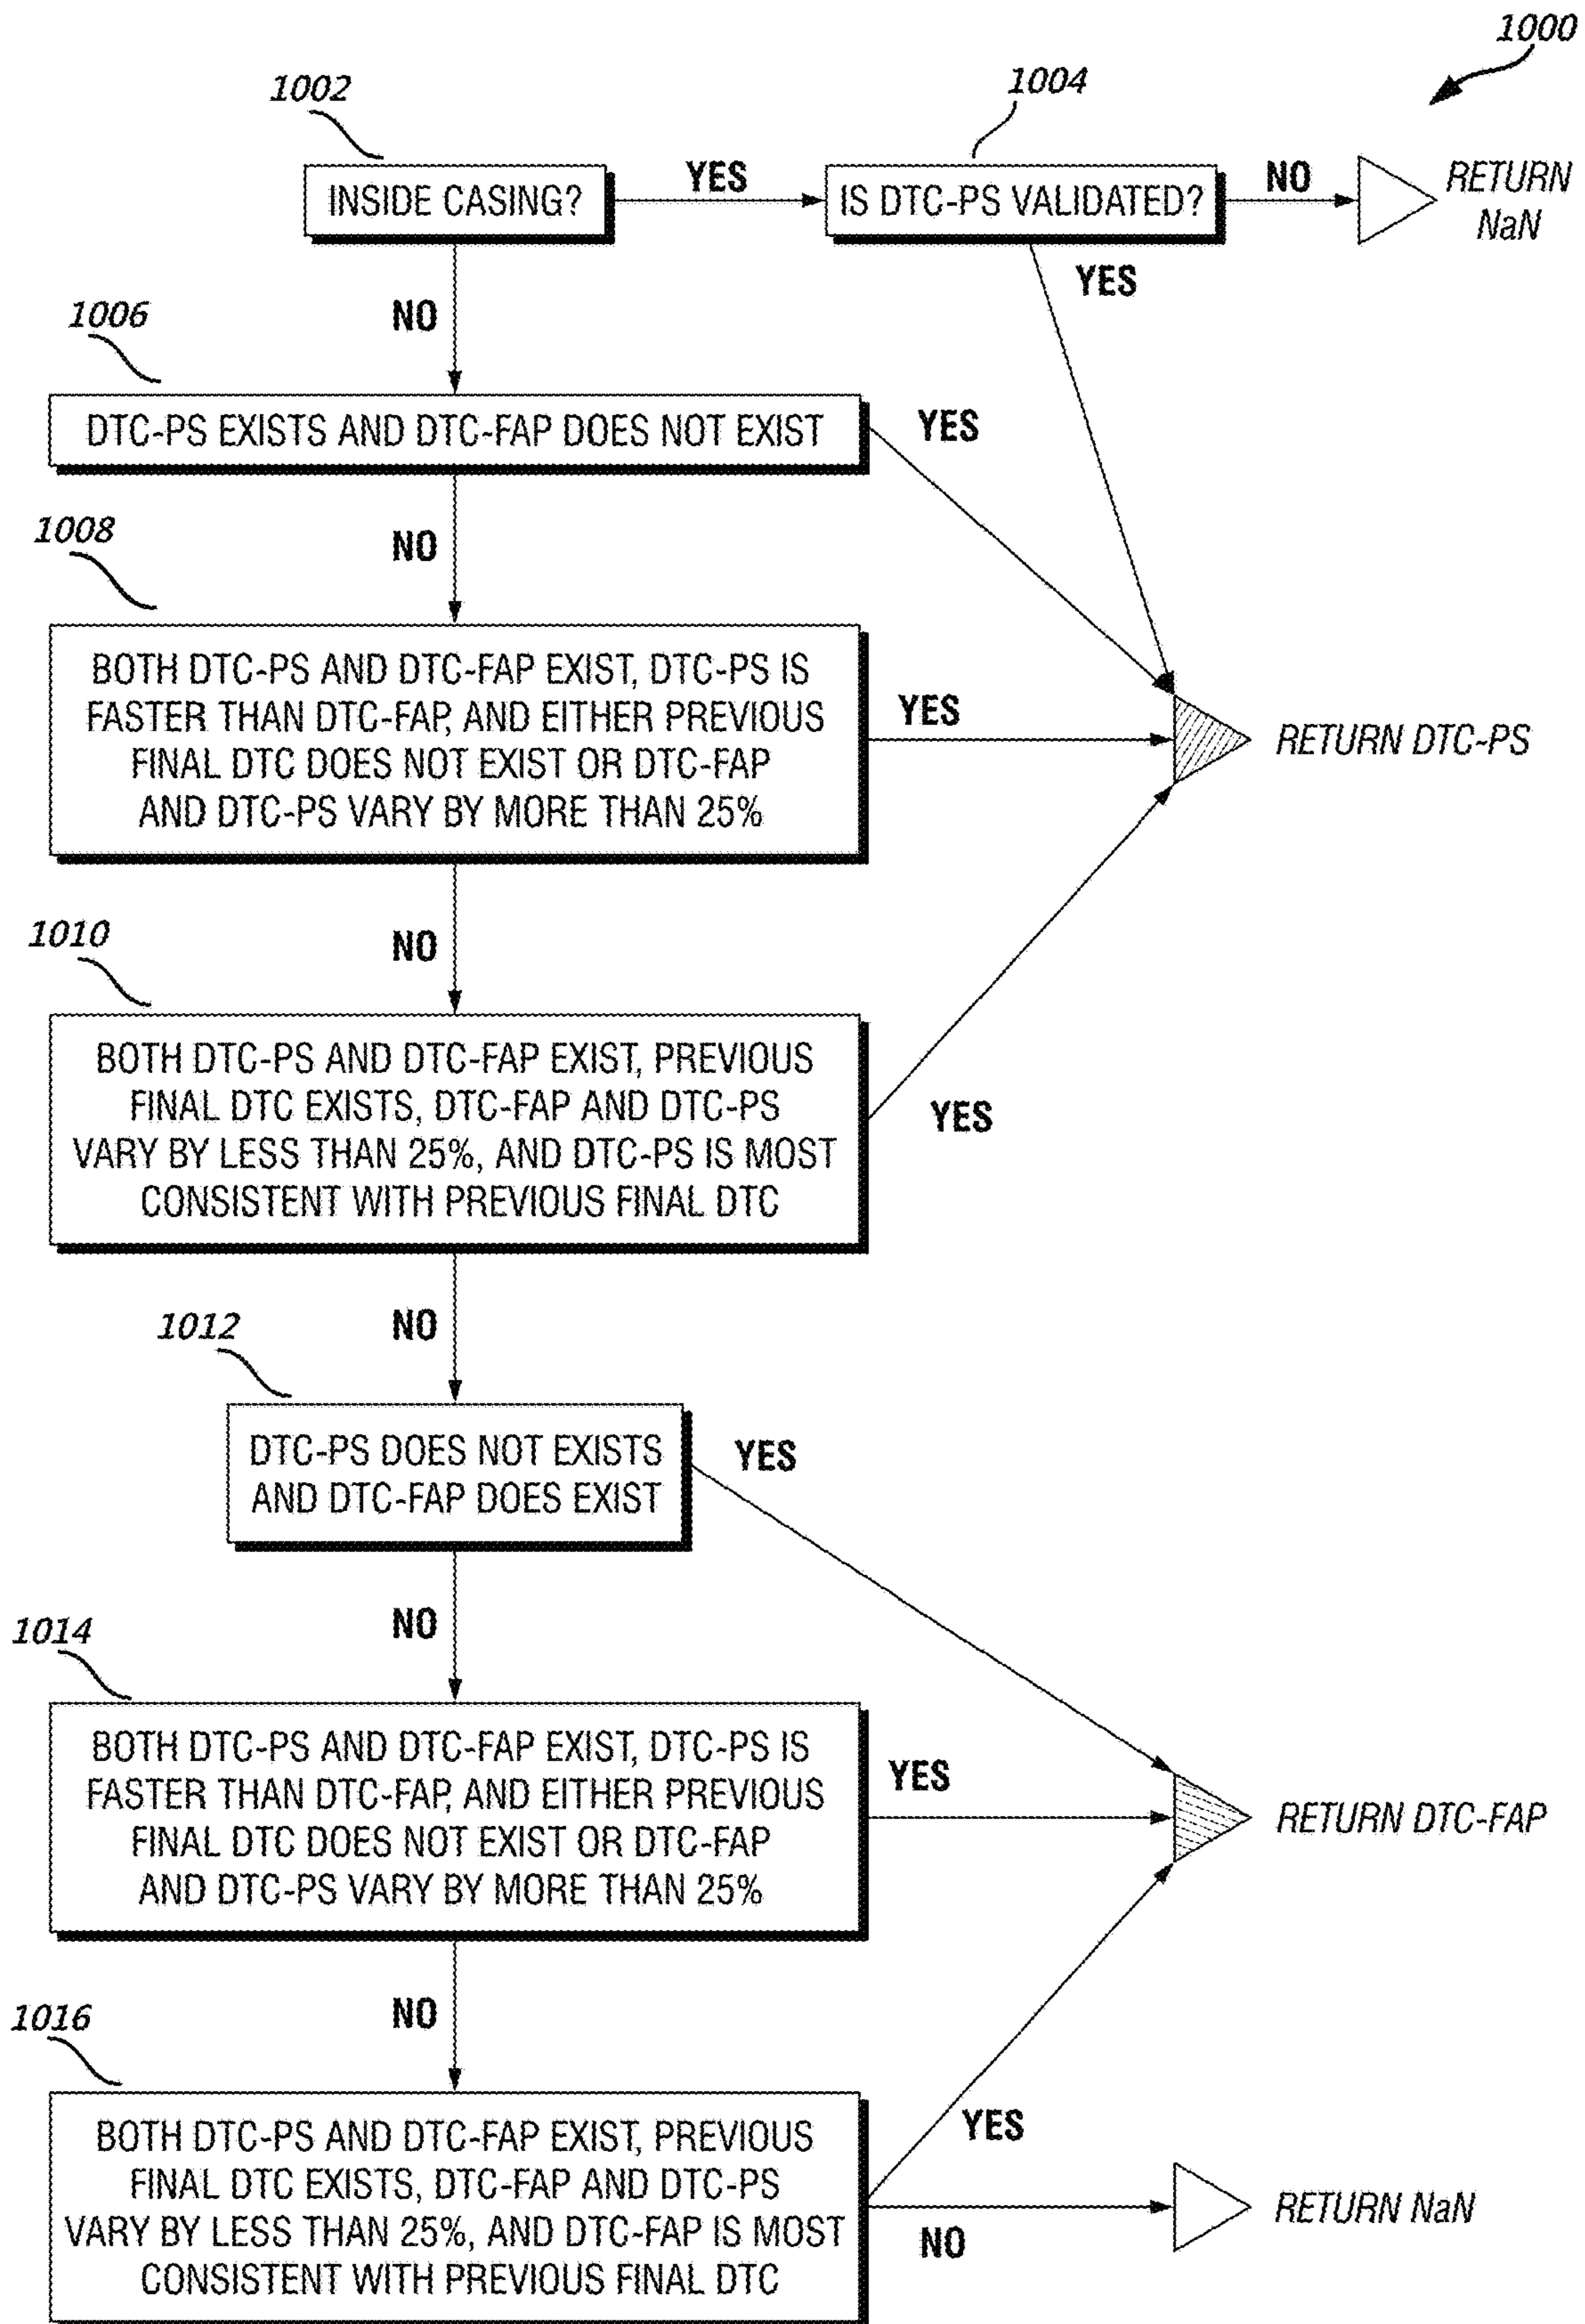 1000
1002
1004
INSIDE CASING?
YES
IS DTC-PS VALIDATED?
NO
RETURN
NaN
YES
NO
1006
DTC-PS EXISTS AND DTC-FAP DOES NOT EXIST
YES
NO
1008
BOTH DTC-PS AND DTC-FAP EXIST, DTC-PS IS
FASTER THAN DTC-FAP, AND EITHER PREVIOUS
FINAL DTC DOES NOT EXIST OR DTC-FAP
AND DTC-PS VARY BY MORE THAN 25%
YES
RETURN DTC-PS
NO
1010
BOTH DTC-PS AND DTC-FAP EXIST, PREVIOUS
FINAL DTC EXISTS, DTC-FAP AND DTC-PS
VARY BY LESS THAN 25%, AND DTC-PS IS MOST
CONSISTENT WITH PREVIOUS FINAL DTC
YES
NO
1012
DTC-PS DOES NOT EXISTS
AND DTC-FAP DOES EXIST
YES
NO
1014
BOTH DTC-PS AND DTC-FAP EXIST, DTC-PS IS
FASTER THAN DTC-FAP, AND EITHER PREVIOUS
FINAL DTC DOES NOT EXIST OR DTC-FAP
AND DTC-PS VARY BY MORE THAN 25%
YES
RETURN DTC-FAP
NO
1016
BOTH DTC-PS AND DTC-FAP EXIST, PREVIOUS
FINAL DTC EXISTS, DTC-FAP AND DTC-PS
VARY BY LESS THAN 25%, AND DTC-FAP IS MOST
CONSISTENT WITH PREVIOUS FINAL DTC
YES
NO
RETURN NaN